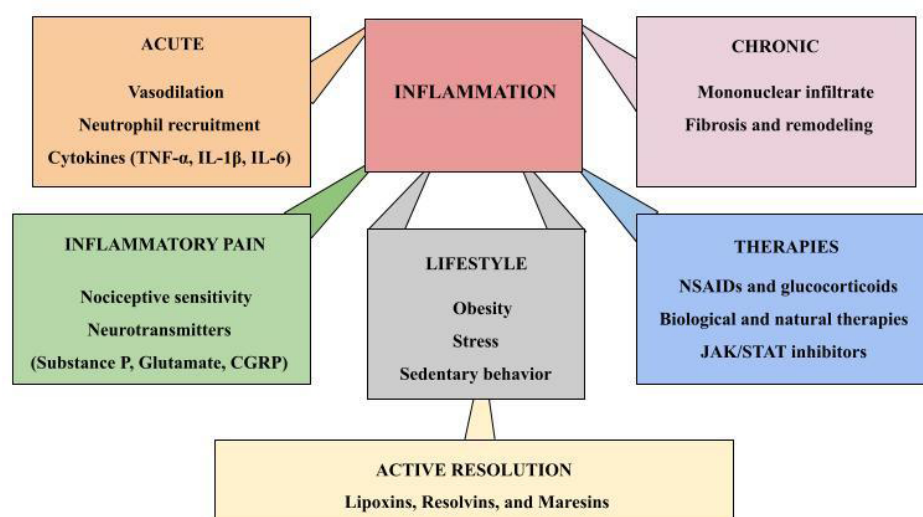 INFLAMMATION
ACUTE
Vasodilation
Neutrophil recruitment
Cytokines (TNF-α, IL-1β, IL-6)
CHRONIC
Mononuclear infiltrate
Fibrosis and remodeling
INFLAMMATORY PAIN
Nociceptive sensitivity
Neurotransmitters
(Substance P, Glutamate, CGRP)
LIFESTYLE
Obesity
Stress
Sedentary behavior
THERAPIES
NSAIDs and glucocorticoids
Biological and natural therapies
JAK/STAT inhibitors
ACTIVE RESOLUTION
Lipoxins, Resolvins, and Maresins